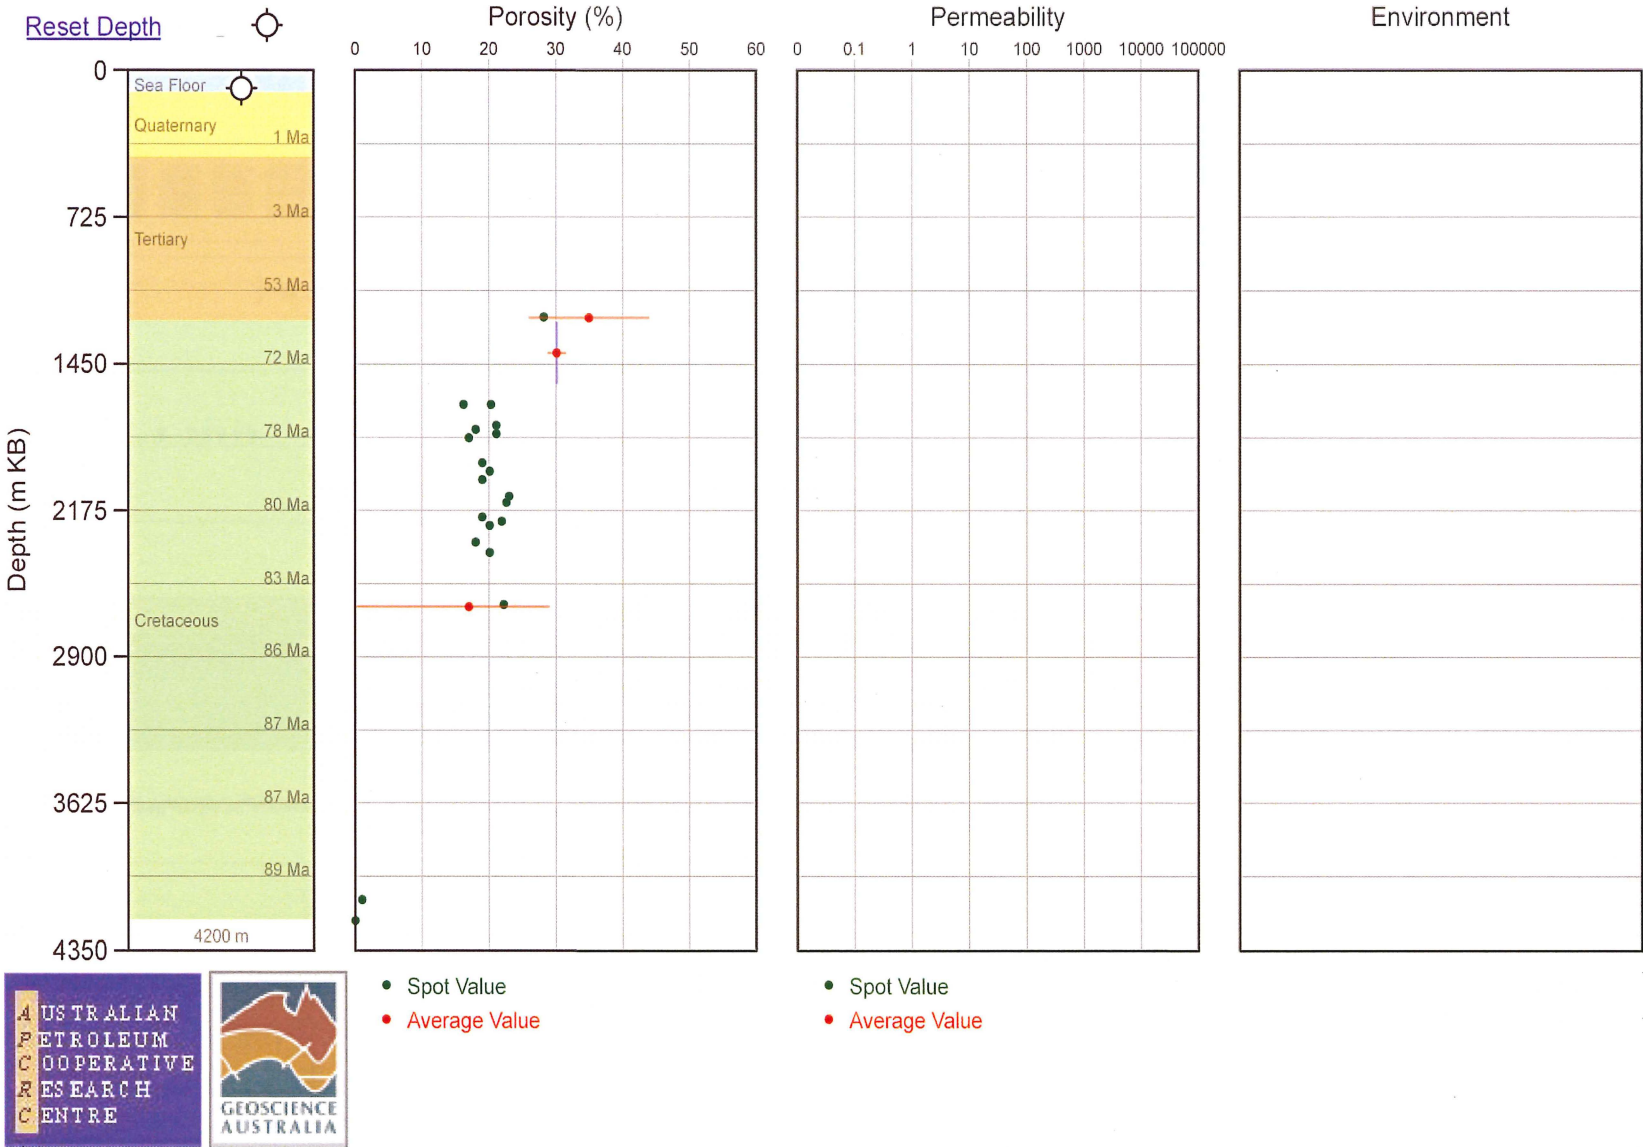 Reset Depth
Porosity (%)
Permeability
Environment
0 10 20 30 40 50 60
0 0.1 1 10 100 1000 10000 100000
Depth (m KB)
0
725
1450
2175
2900
3625
4350
Sea Floor
Quaternary
1 Ma
3 Ma
Tertiary
53 Ma
72 Ma
78 Ma
80 Ma
83 Ma
Cretaceous
86 Ma
87 Ma
87 Ma
89 Ma
4200 m
Spot Value
Average Value
Spot Value
Average Value
AUSTRALIAN
PETROLEUM
COOPERATIVE
RESEARCH
CENTRE
GEOSCIENCE
AUSTRALIA